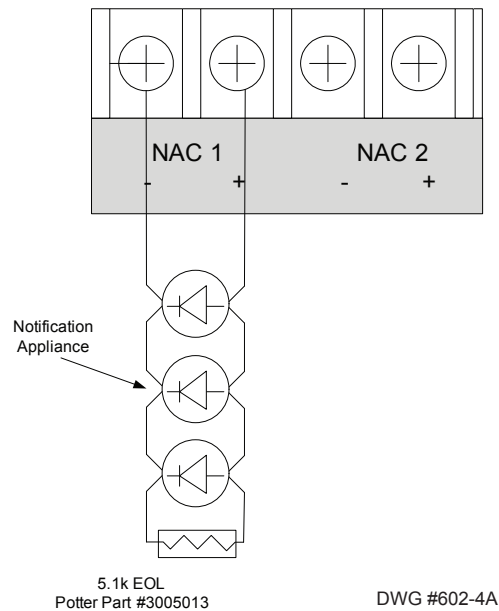 NAC 1 NAC 2
- + - +
Notification
Appliance
5.1k EOL
Potter Part #3005013
DWG #602-4A